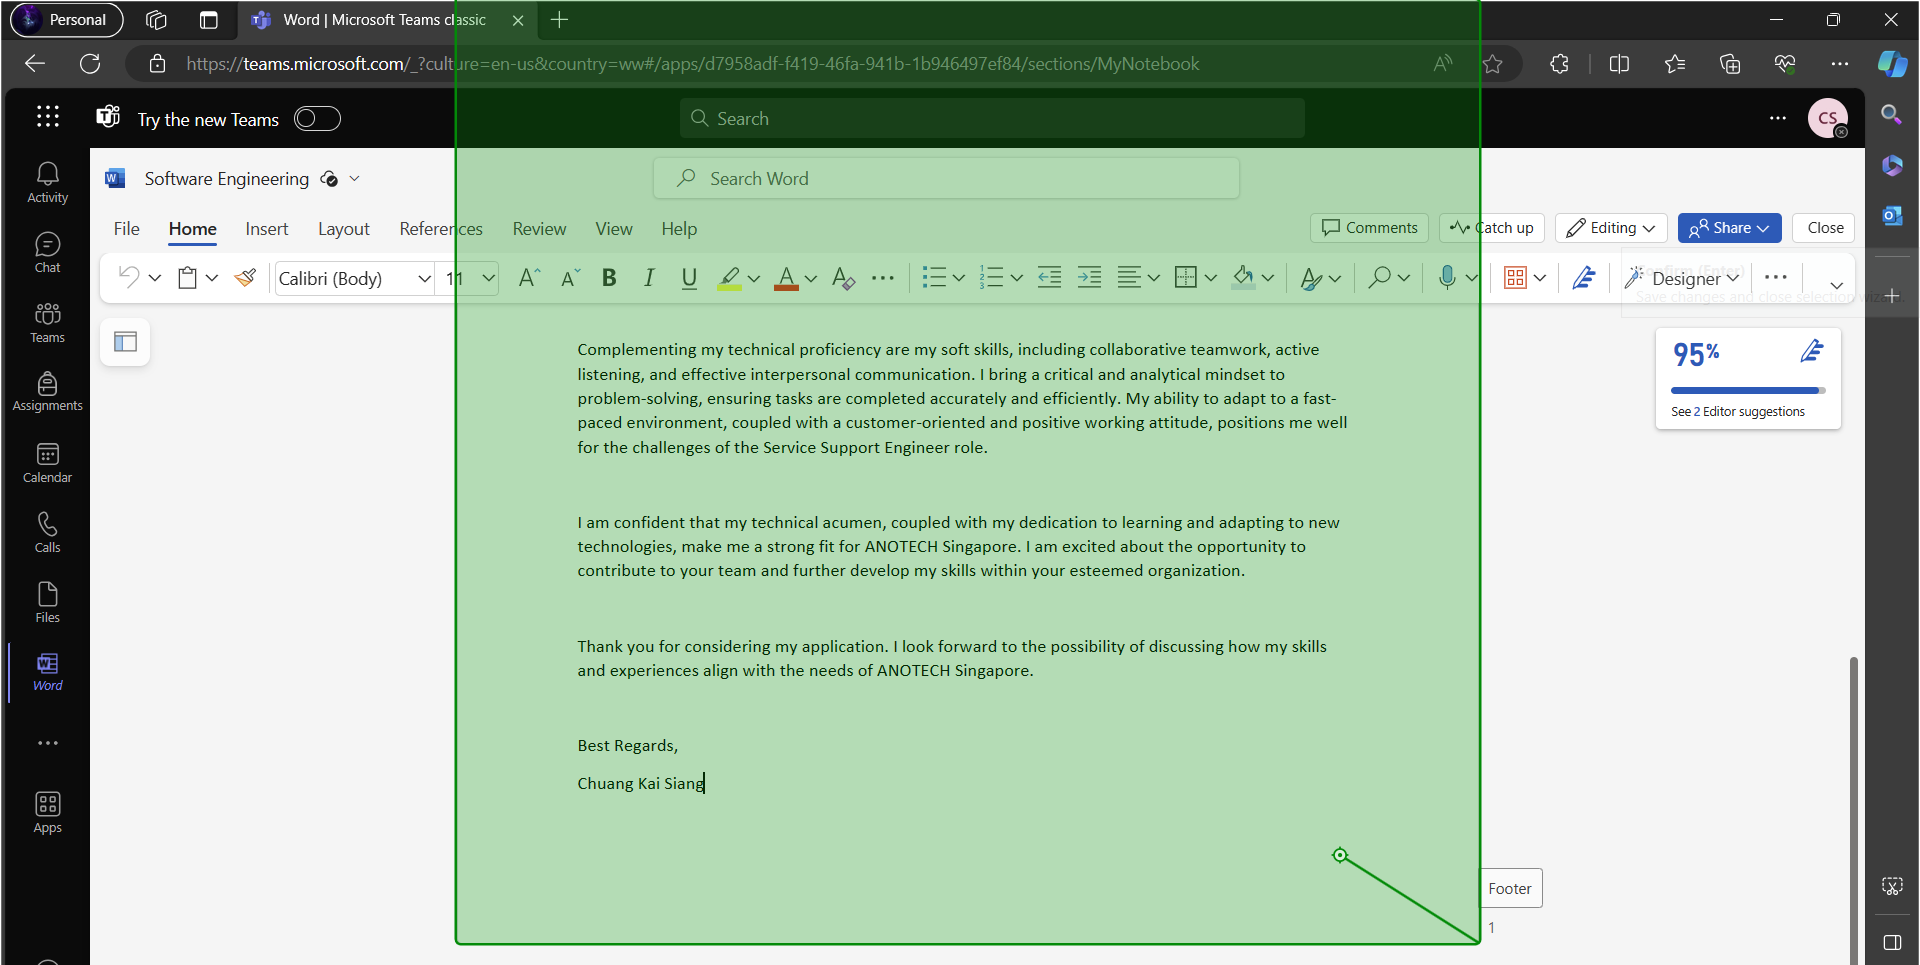 Personal
Word | Microsoft Teams classic
https://teams.microsoft.com/_?culture=en-us&country=ww#/apps/d7958adf-f419-46fa-941b-1b946497ef84/sections/MyNotebook
Try the new Teams
Search
CS
Activity
Chat
Teams
Assignments
Calendar
Calls
Files
Word
Apps
Software Engineering
Search Word
File Home Insert Layout References Review View Help
Comments Catch up Editing Share Close
Calibri (Body) 11 Designer
Confirm (Enter)
Save changes and close selection
95%
See 2 Editor suggestions
Complementing my technical proficiency are my soft skills, including collaborative teamwork, active
listening, and effective interpersonal communication. I bring a critical and analytical mindset to
problem-solving, ensuring tasks are completed accurately and efficiently. My ability to adapt to a fast-
paced environment, coupled with a customer-oriented and positive working attitude, positions me well
for the challenges of the Service Support Engineer role.
I am confident that my technical acumen, coupled with my dedication to learning and adapting to new
technologies, make me a strong fit for ANOTECH Singapore. I am excited about the opportunity to
contribute to your team and further develop my skills within your esteemed organization.
Thank you for considering my application. I look forward to the possibility of discussing how my skills
and experiences align with the needs of ANOTECH Singapore.
Best Regards,
Chuang Kai Siang
Footer
1